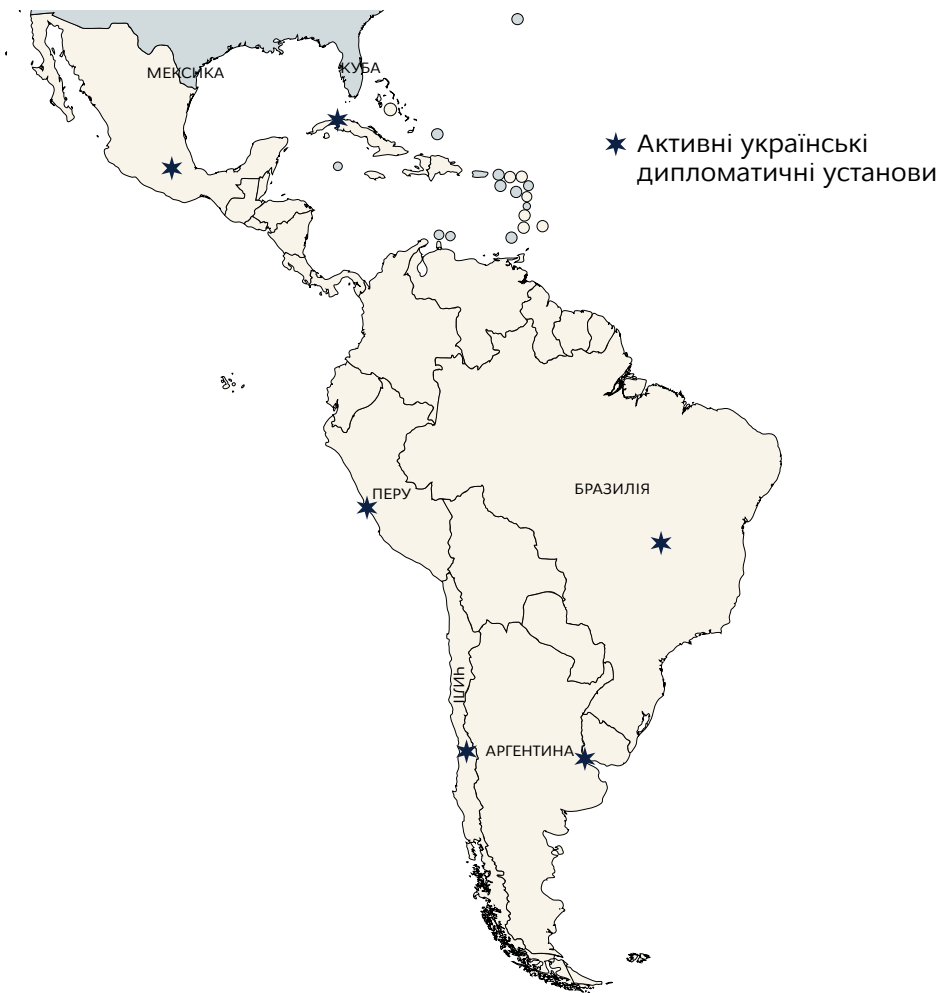 МЕКСИКА
КУБА
Активні українські
дипломатичні установи
ПЕРУ
БРАЗИЛІЯ
ЧИЛІ
АРГЕНТИНА